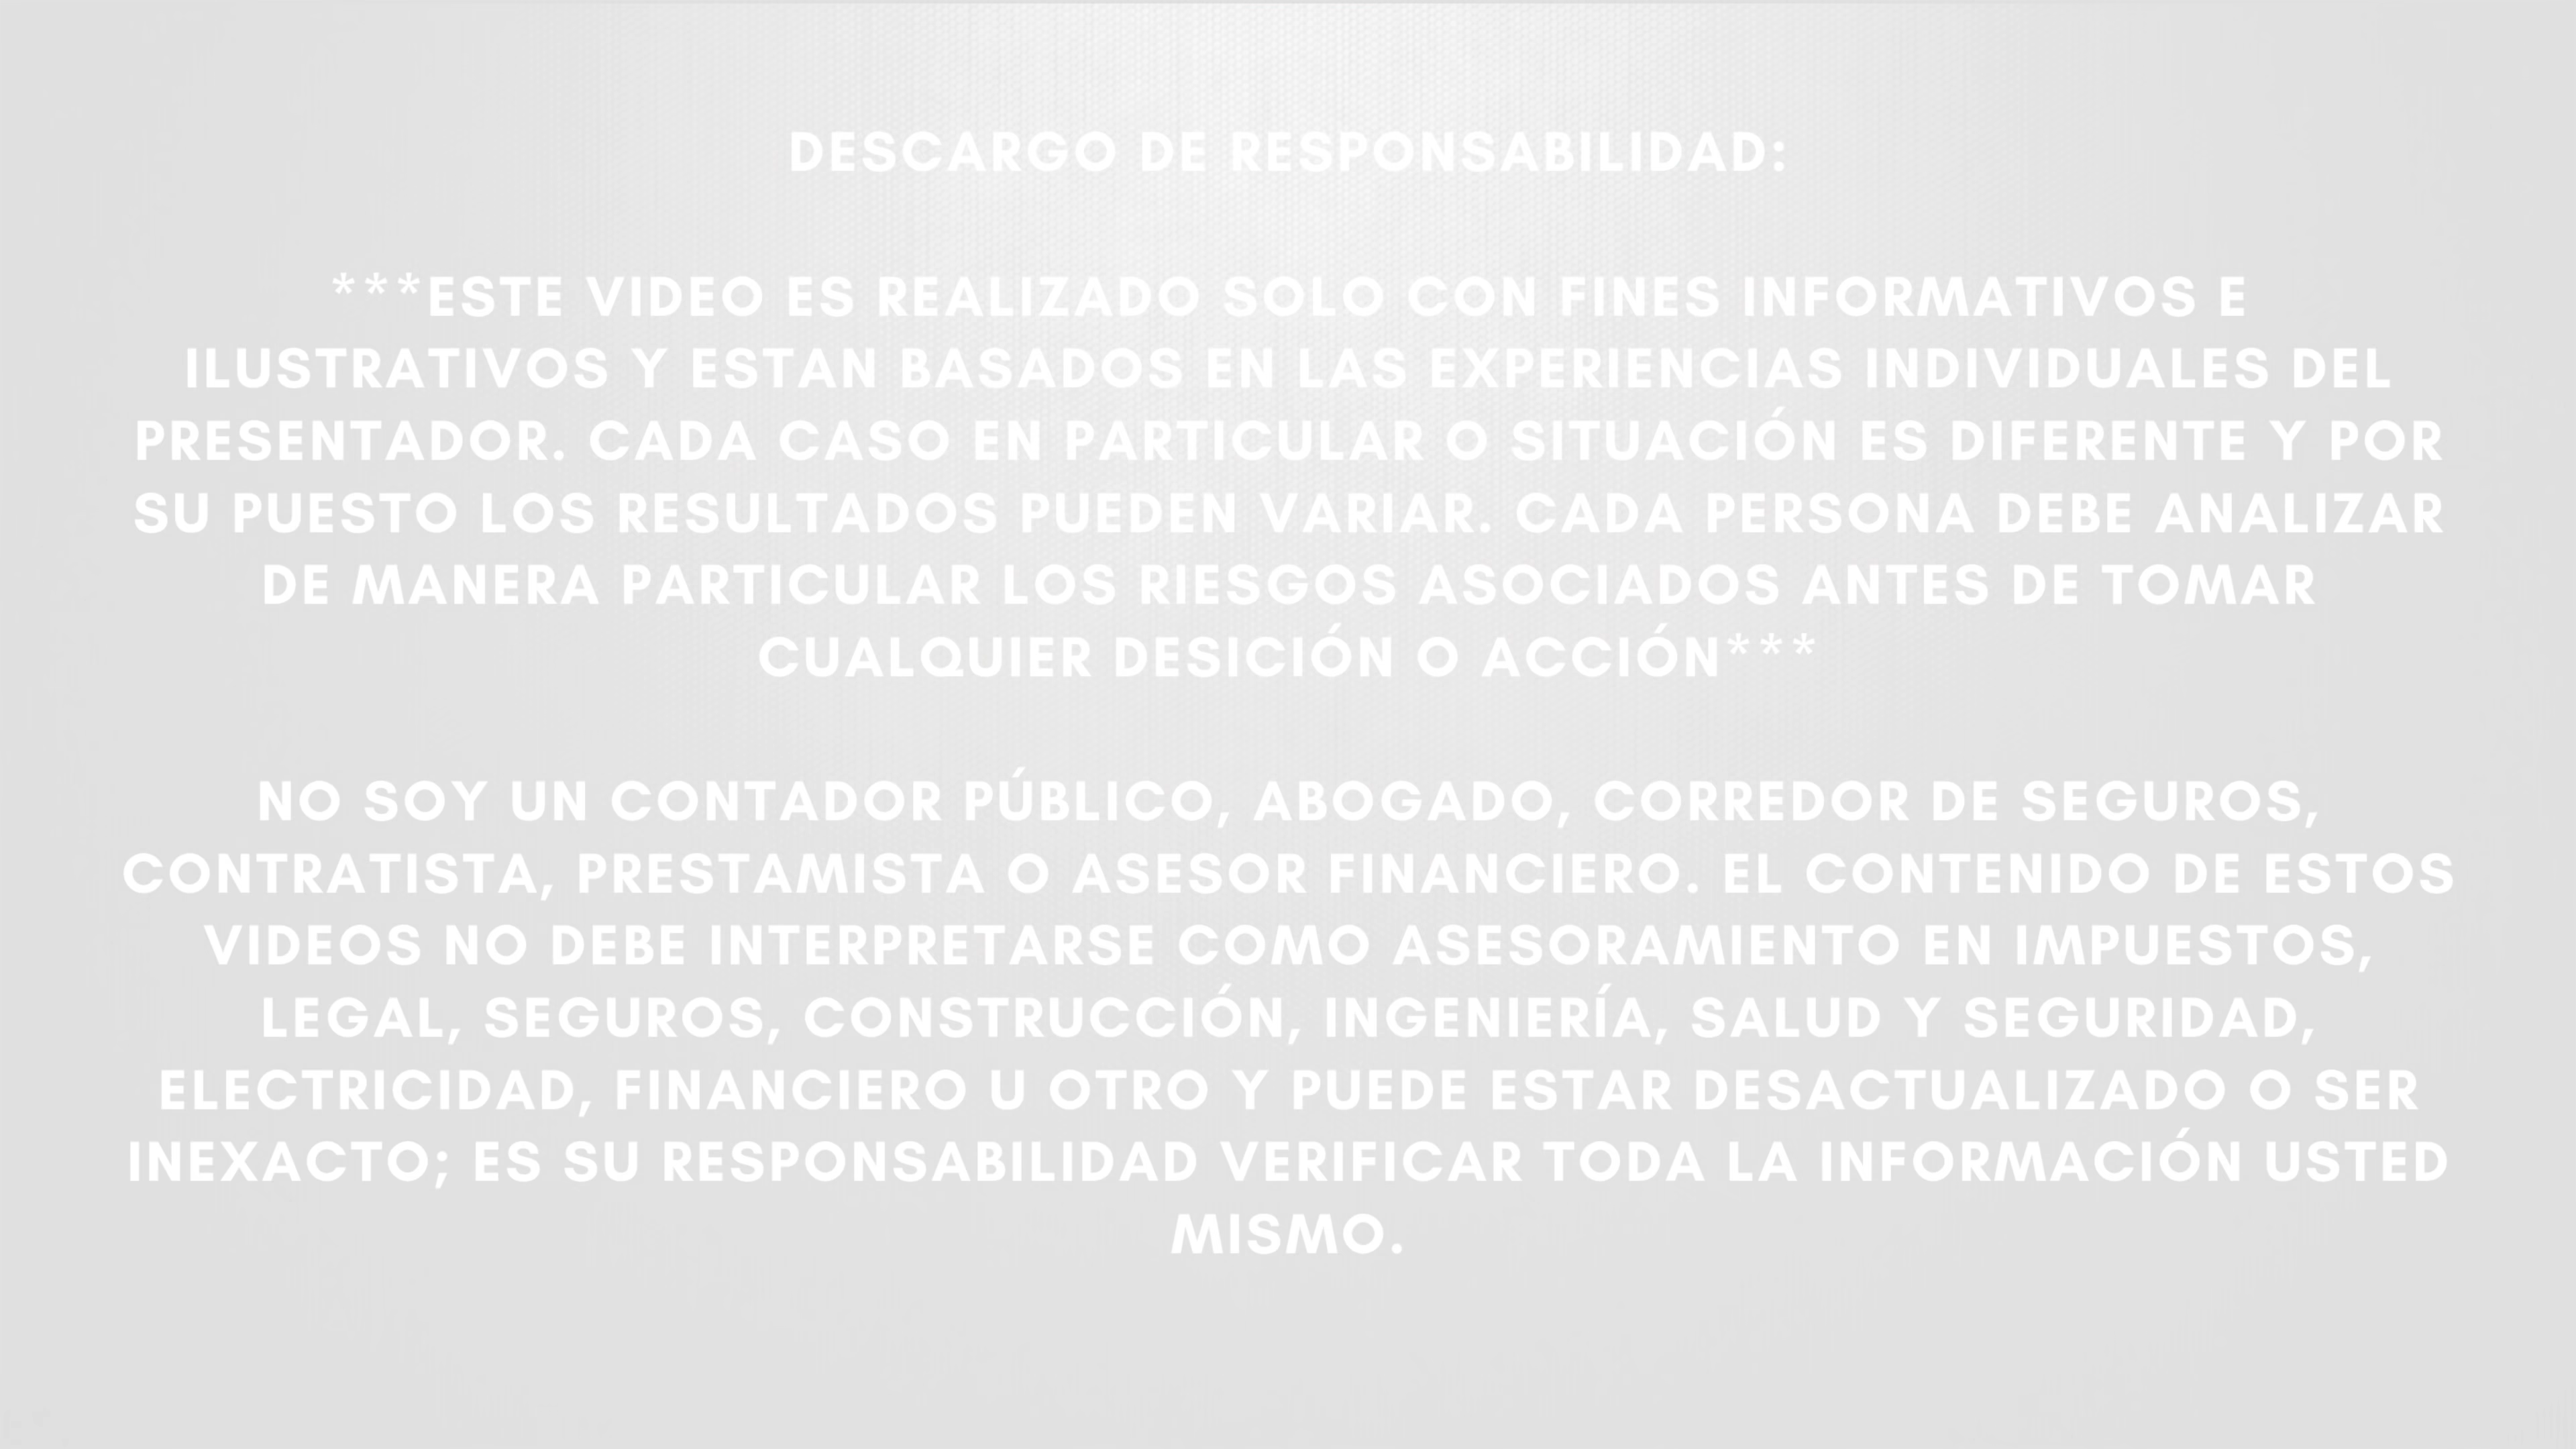 DESCARGO DE RESPONSABILIDAD:
***ESTE VIDEO ES REALIZADO SOLO CON FINES INFORMATIVOS E
ILUSTRATIVOS Y ESTAN BASADOS EN LAS EXPERIENCIAS INDIVIDUALES DEL
PRESENTADOR. CADA CASO EN PARTICULAR O SITUACIÓN ES DIFERENTE Y POR
SU PUESTO LOS RESULTADOS PUEDEN VARIAR. CADA PERSONA DEBE ANALIZAR
DE MANERA PARTICULAR LOS RIESGOS ASOCIADOS ANTES DE TOMAR
CUALQUIER DESICIÓN O ACCIÓN***
NO SOY UN CONTADOR PÚBLICO, ABOGADO, CORREDOR DE SEGUROS,
CONTRATISTA, PRESTAMISTA O ASESOR FINANCIERO. EL CONTENIDO DE ESTOS
VIDEOS NO DEBE INTERPRETARSE COMO ASESORAMIENTO EN IMPUESTOS,
LEGAL, SEGUROS, CONSTRUCCIÓN, INGENIERÍA, SALUD Y SEGURIDAD,
ELECTRICIDAD, FINANCIERO U OTRO Y PUEDE ESTAR DESACTUALIZADO O SER
INEXACTO; ES SU RESPONSABILIDAD VERIFICAR TODA LA INFORMACIÓN USTED
MISMO.